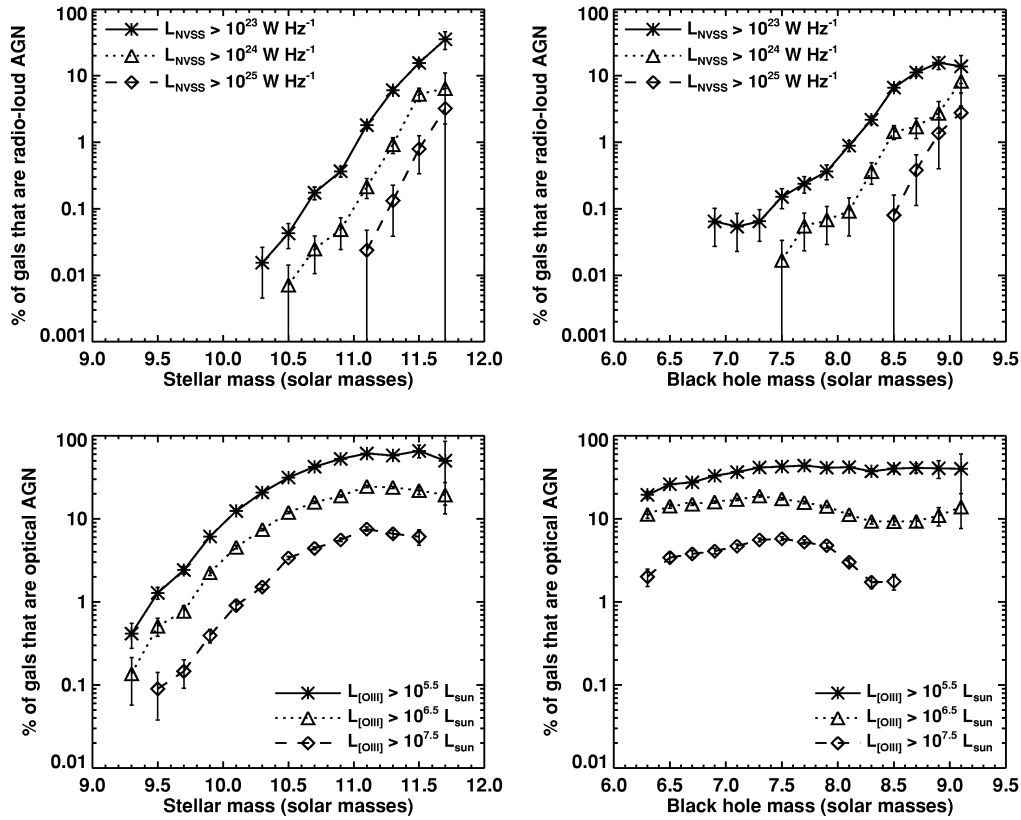 % of gals that are radio-loud AGN
100
10
1
0.1
0.01
0.001
L_NVSS > 10^23 W Hz^-1
L_NVSS > 10^24 W Hz^-1
L_NVSS > 10^25 W Hz^-1
9.0 9.5 10.0 10.5 11.0 11.5 12.0
Stellar mass (solar masses)
% of gals that are radio-loud AGN
100
10
1
0.1
0.01
0.001
L_NVSS > 10^23 W Hz^-1
L_NVSS > 10^24 W Hz^-1
L_NVSS > 10^25 W Hz^-1
6.0 6.5 7.0 7.5 8.0 8.5 9.0 9.5
Black hole mass (solar masses)
% of gals that are optical AGN
100
10
1
0.1
0.01
L_[OIII] > 10^5.5 L_sun
L_[OIII] > 10^6.5 L_sun
L_[OIII] > 10^7.5 L_sun
9.0 9.5 10.0 10.5 11.0 11.5 12.0
Stellar mass (solar masses)
% of gals that are optical AGN
100
10
1
0.1
0.01
L_[OIII] > 10^5.5 L_sun
L_[OIII] > 10^6.5 L_sun
L_[OIII] > 10^7.5 L_sun
6.0 6.5 7.0 7.5 8.0 8.5 9.0 9.5
Black hole mass (solar masses)